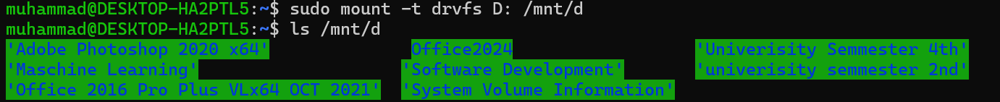 muhammad@DESKTOP-HA2PTL5:~$ sudo mount -t drvfs D: /mnt/d
muhammad@DESKTOP-HA2PTL5:~$ ls /mnt/d
'Adobe Photoshop 2020 x64' Office2024 'Univerisity Semmester 4th'
'Maschine Learning' 'Software Development' 'univerisity semmester 2nd'
'Office 2016 Pro Plus VLx64 OCT 2021' 'System Volume Information'